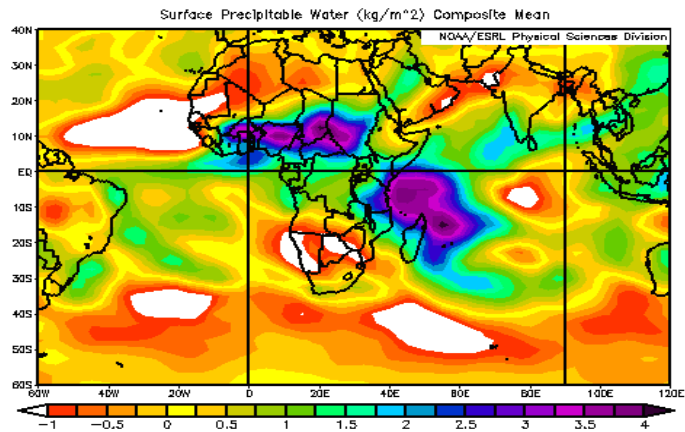 Surface Precipitable Water (kg/m^2) Composite Mean
NOAA/ESRL Physical Sciences Division
40N
30N
20N
10N
EQ
10S
20S
30S
40S
50S
60S
60W 40W 20W 0 20E 40E 60E 80E 100E 120E
-1 -0.5 0 0.5 1 1.5 2 2.5 3 3.5 4